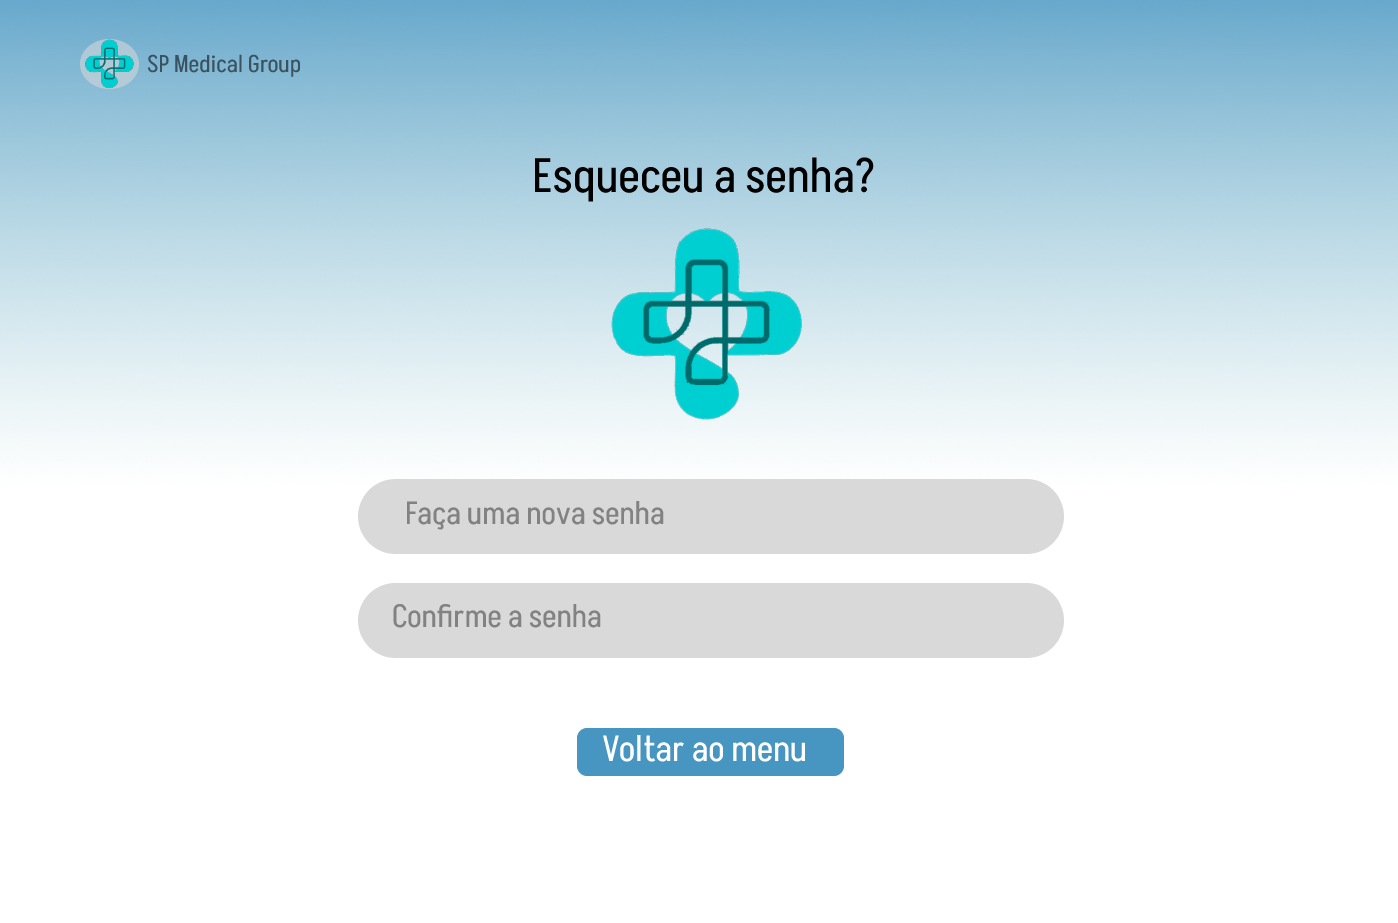 SP Medical Group
Esqueceu a senha?
Faça uma nova senha
Confirme a senha
Voltar ao menu